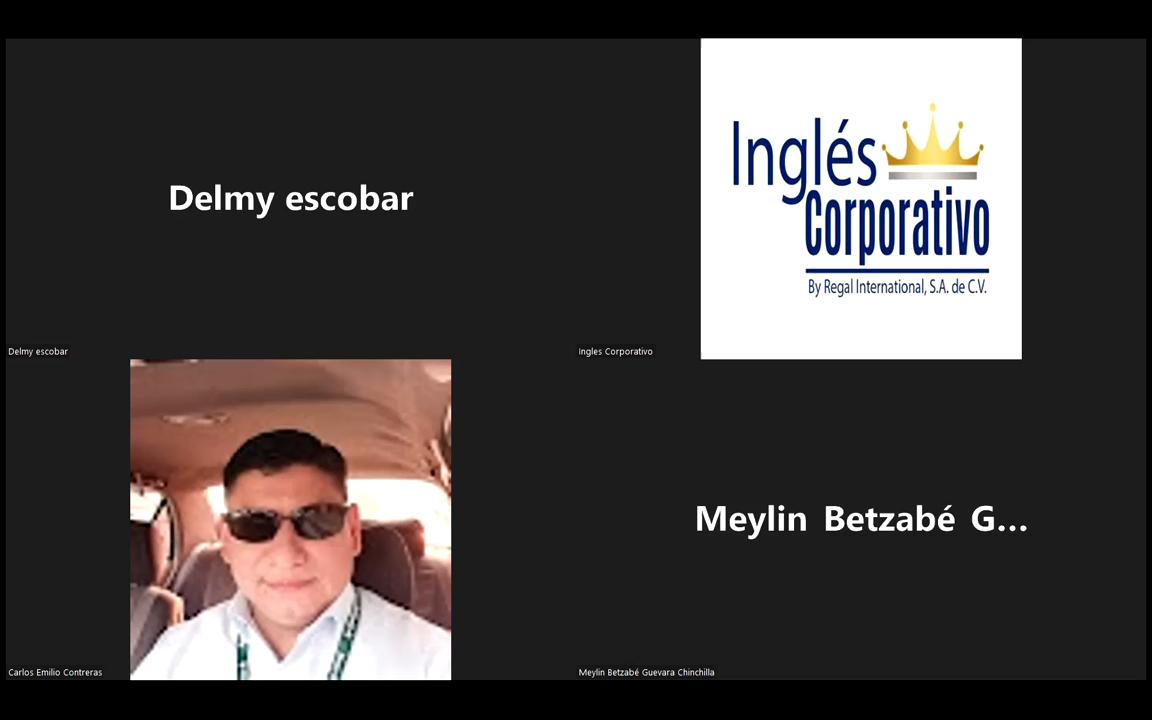 Delmy escobar
Delmy escobar
Inglés
Corporativo
By Regal International, S.A. de C.V.
Ingles Corporativo
Carlos Emilio Contreras
Meylin Betzabé G...
Meylin Betzabé Guevara Chinchilla